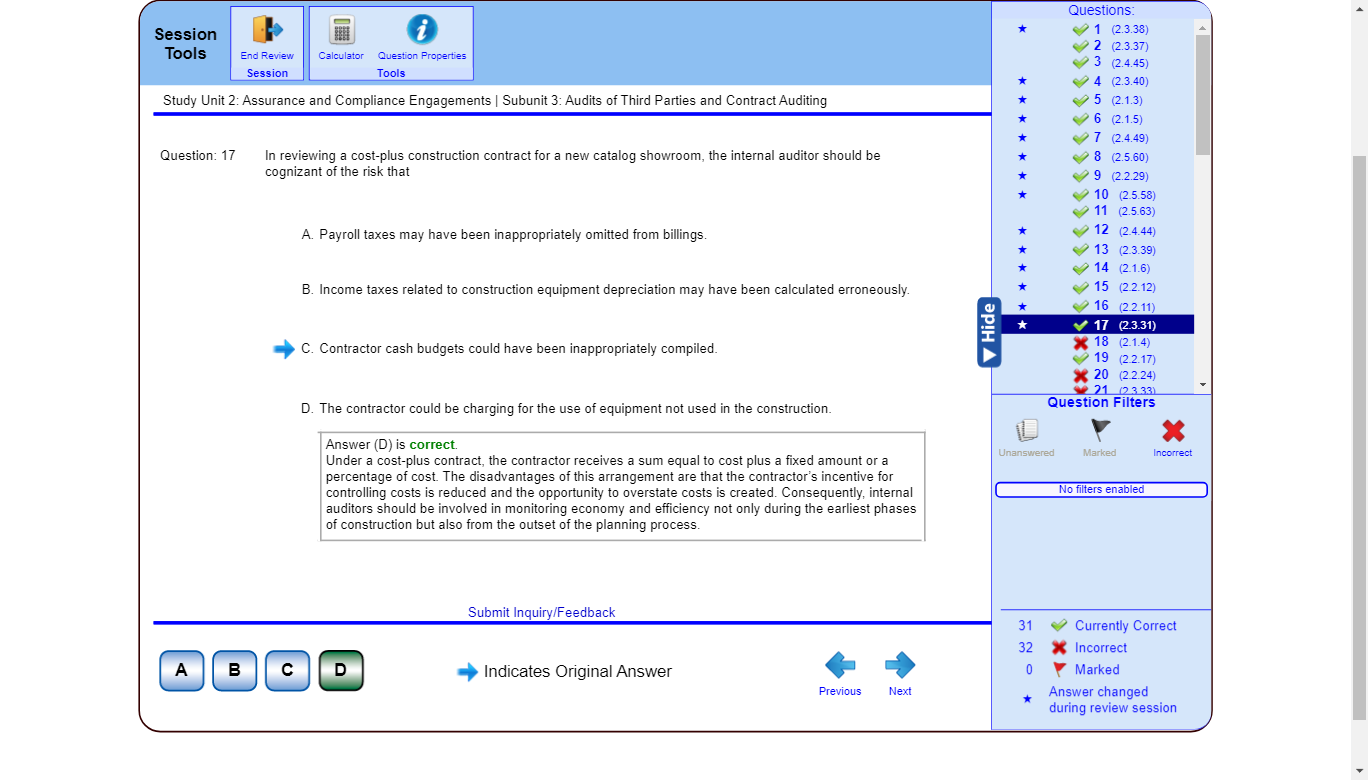 Session
Tools
End Review
Session
Calculator
Question Properties
Tools
Study Unit 2: Assurance and Compliance Engagements | Subunit 3: Audits of Third Parties and Contract Auditing
Question: 17
In reviewing a cost-plus construction contract for a new catalog showroom, the internal auditor should be
cognizant of the risk that
A. Payroll taxes may have been inappropriately omitted from billings.
B. Income taxes related to construction equipment depreciation may have been calculated erroneously.
C. Contractor cash budgets could have been inappropriately compiled.
D. The contractor could be charging for the use of equipment not used in the construction.
Answer (D) is correct.
Under a cost-plus contract, the contractor receives a sum equal to cost plus a fixed amount or a
percentage of cost. The disadvantages of this arrangement are that the contractor's incentive for
controlling costs is reduced and the opportunity to overstate costs is created. Consequently, internal
auditors should be involved in monitoring economy and efficiency not only during the earliest phases
of construction but also from the outset of the planning process.
Submit Inquiry/Feedback
A B C D
Indicates Original Answer
Previous
Next
Hide
Questions:
1 (2.3.38)
2 (2.3.37)
3 (2.4.45)
4 (2.3.40)
5 (2.1.3)
6 (2.1.5)
7 (2.4.49)
8 (2.5.60)
9 (2.2.29)
10 (2.5.58)
11 (2.5.63)
12 (2.4.44)
13 (2.3.39)
14 (2.1.6)
15 (2.2.12)
16 (2.2.11)
17 (2.3.31)
18 (2.1.4)
19 (2.2.17)
20 (2.2.24)
21 (2.3.33)
Question Filters
Unanswered
Marked
Incorrect
No filters enabled
31 Currently Correct
32 Incorrect
0 Marked
Answer changed
during review session